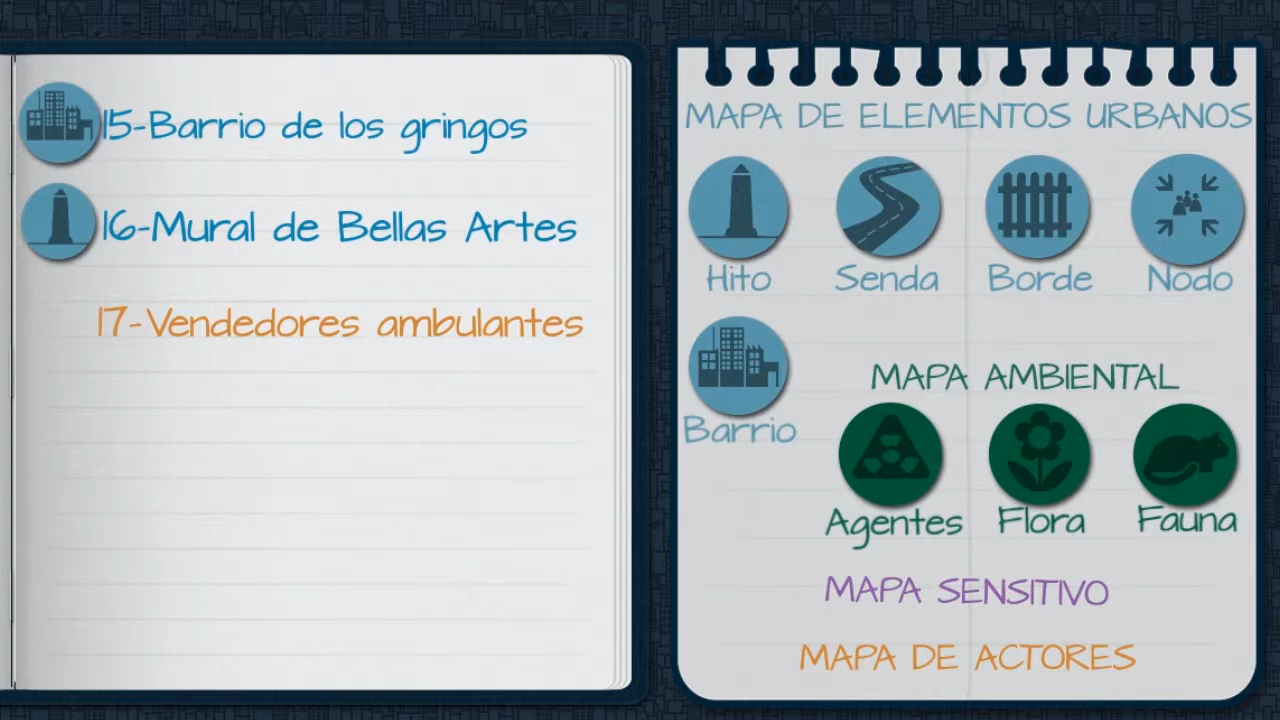 15-Barrio de los gringos
16-Mural de Bellas Artes
17-Vendedores ambulantes
MAPA DE ELEMENTOS URBANOS
Hito Senda Borde Nodo
Barrio
MAPA AMBIENTAL
Agentes Flora Fauna
MAPA SENSITIVO
MAPA DE ACTORES